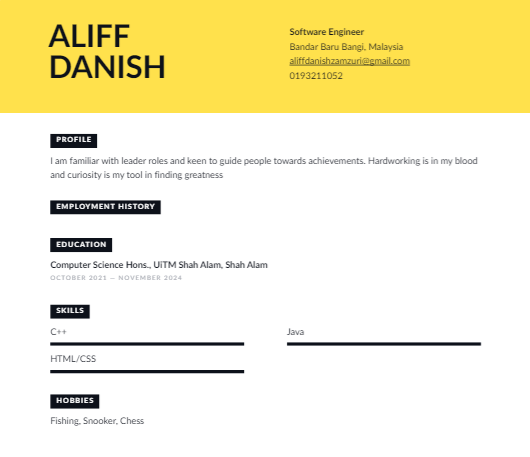 ALIFF
DANISH
Software Engineer
Bandar Baru Bangi, Malaysia
aliffdanishzamzuri@gmail.com
0193211052
PROFILE
I am familiar with leader roles and keen to guide people towards achievements. Hardworking is in my blood
and curiosity is my tool in finding greatness
EMPLOYMENT HISTORY
EDUCATION
Computer Science Hons., UiTM Shah Alam, Shah Alam
OCTOBER 2021 — NOVEMBER 2024
SKILLS
C++
Java
HTML/CSS
HOBBIES
Fishing, Snooker, Chess